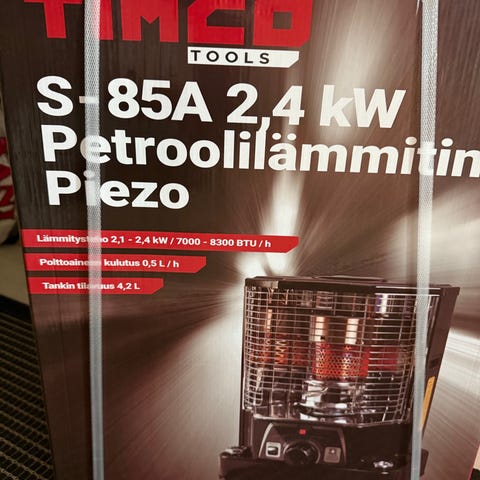 TIMCO
TOOLS
S-85A 2,4 kW
Petroolilämmitin
Piezo
Lämmitysteho 2,1 - 2,4 kW / 7000 - 8300 BTU / h
Polttoaineen kulutus 0,5 L / h
Tankin tilavuus 4,2 L